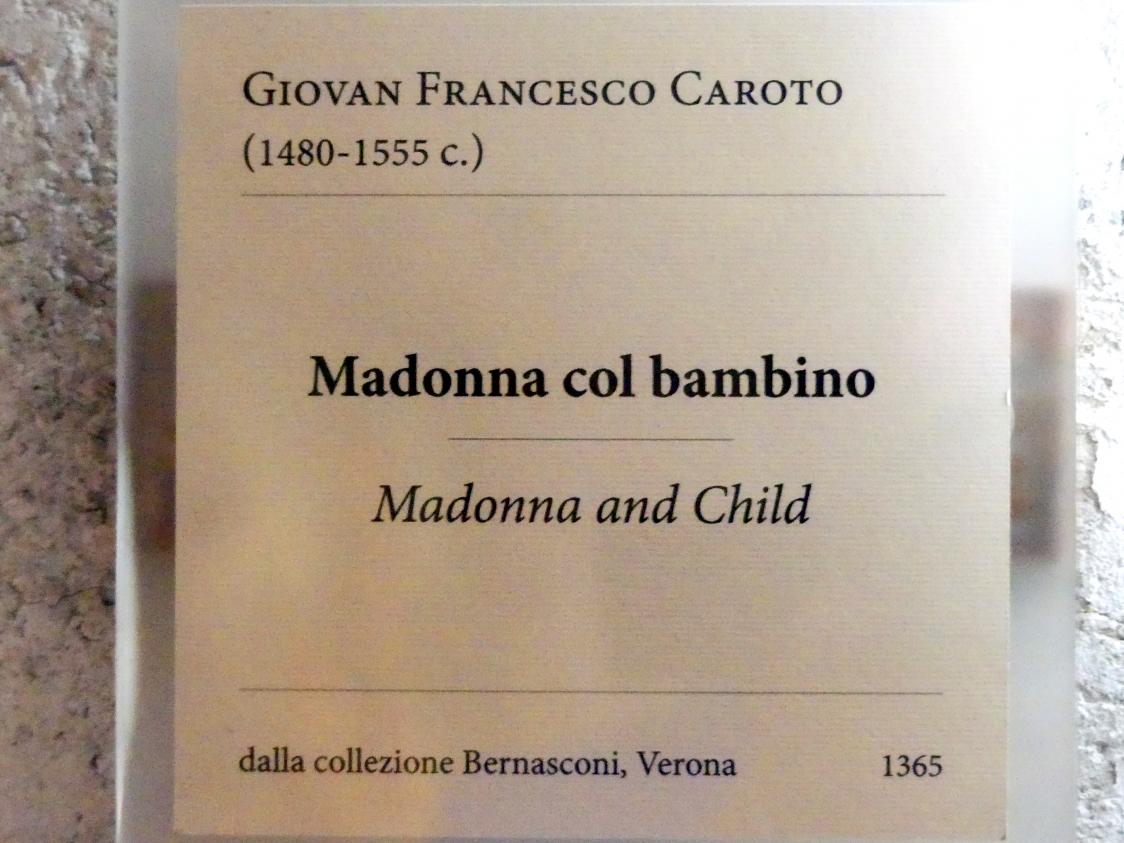 Giovan Francesco Caroto
(1480-1555 c.)
Madonna col bambino
Madonna and Child
dalla collezione Bernasconi, Verona 1365